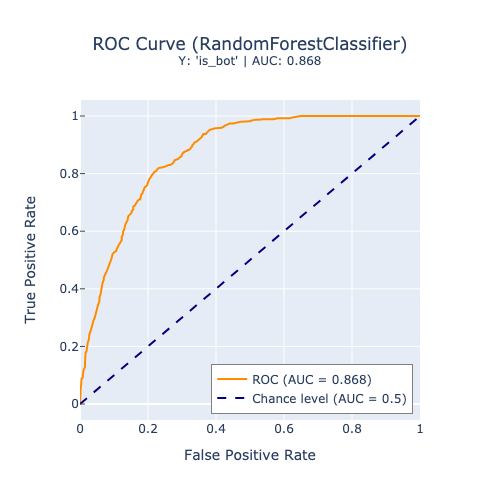 ROC Curve (RandomForestClassifier)
Y: 'is_bot' | AUC: 0.868
True Positive Rate
1
0.8
0.6
0.4
0.2
0
ROC (AUC = 0.868)
Chance level (AUC = 0.5)
0
0.2
0.4
0.6
0.8
1
False Positive Rate